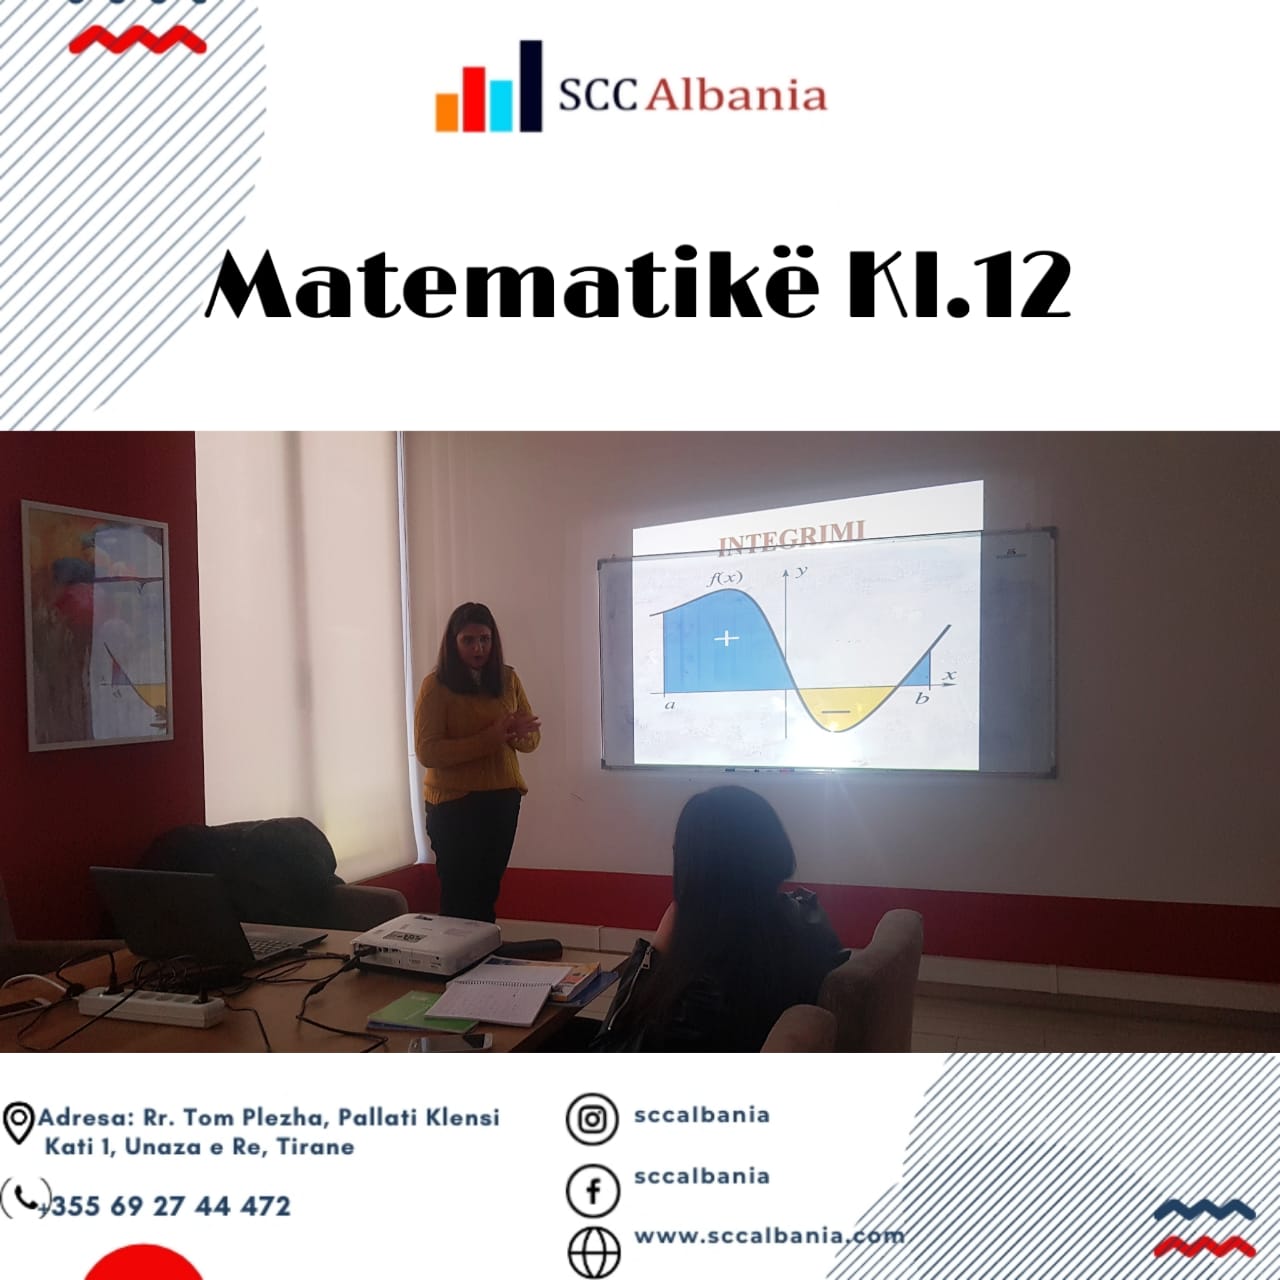 SCC Albania
Matematikë Kl.12
INTEGRIMI
f(x)
y
+
x
a
b
−
Adresa: Rr. Tom Plezha, Pallati Klensi
Kati 1, Unaza e Re, Tirane
+355 69 27 44 472
sccalbania
sccalbania
www.sccalbania.com